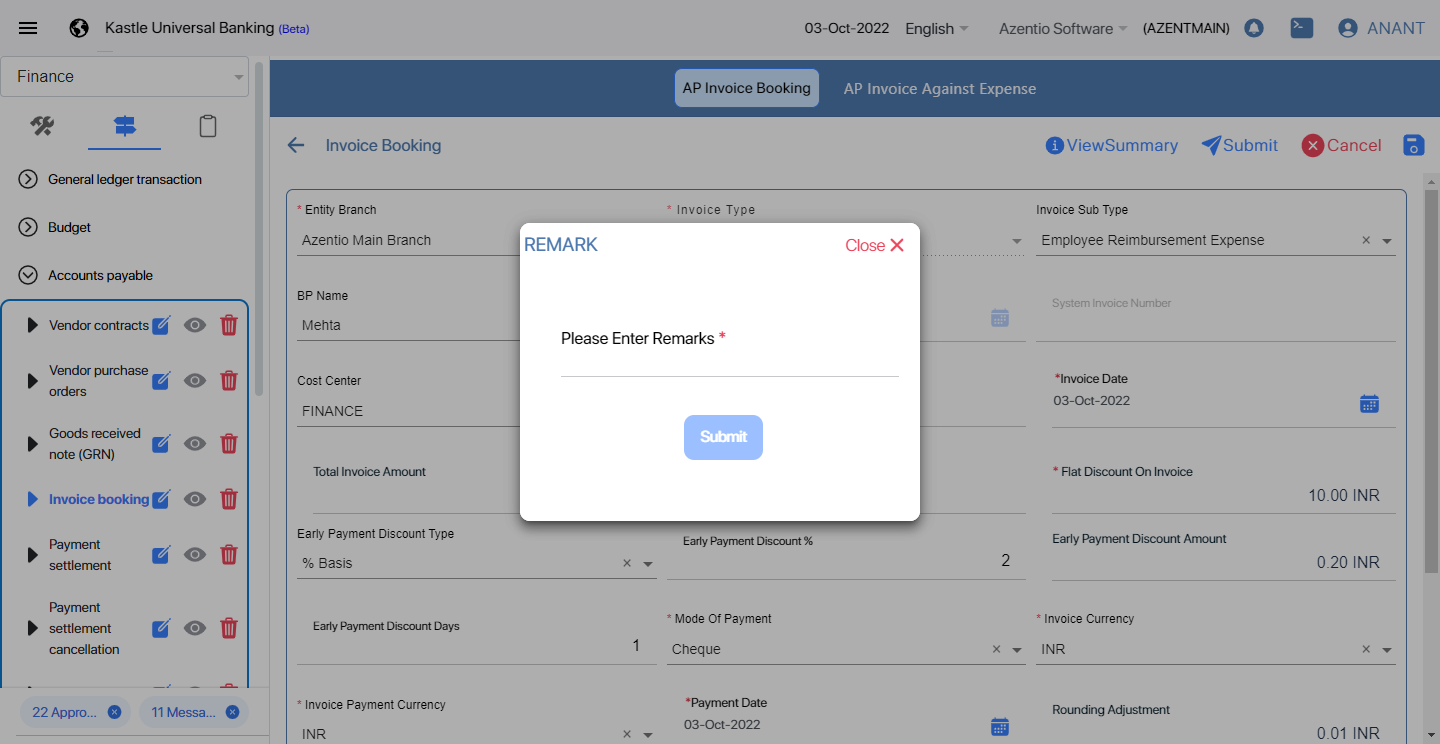 Kastle Universal Banking (Beta)
03-Oct-2022
English
Azentio Software
(AZENTMAIN)
ANANT
Finance
AP Invoice Booking
AP Invoice Against Expense
Invoice Booking
ViewSummary
Submit
Cancel
General ledger transaction
Budget
Accounts payable
Vendor contracts
Vendor purchase
orders
Goods received
note (GRN)
Invoice booking
Payment
settlement
Payment
settlement
cancellation
22 Appro...
11 Messa...
* Entity Branch
Azentio Main Branch
* Invoice Type
Invoice Sub Type
Employee Reimbursement Expense
BP Name
Mehta
System Invoice Number
Cost Center
FINANCE
*Invoice Date
03-Oct-2022
Total Invoice Amount
* Flat Discount On Invoice
10.00 INR
Early Payment Discount Type
% Basis
Early Payment Discount %
2
Early Payment Discount Amount
0.20 INR
Early Payment Discount Days
1
* Mode Of Payment
Cheque
* Invoice Currency
INR
* Invoice Payment Currency
INR
*Payment Date
03-Oct-2022
Rounding Adjustment
0.01 INR
REMARK
Close
Please Enter Remarks *
Submit